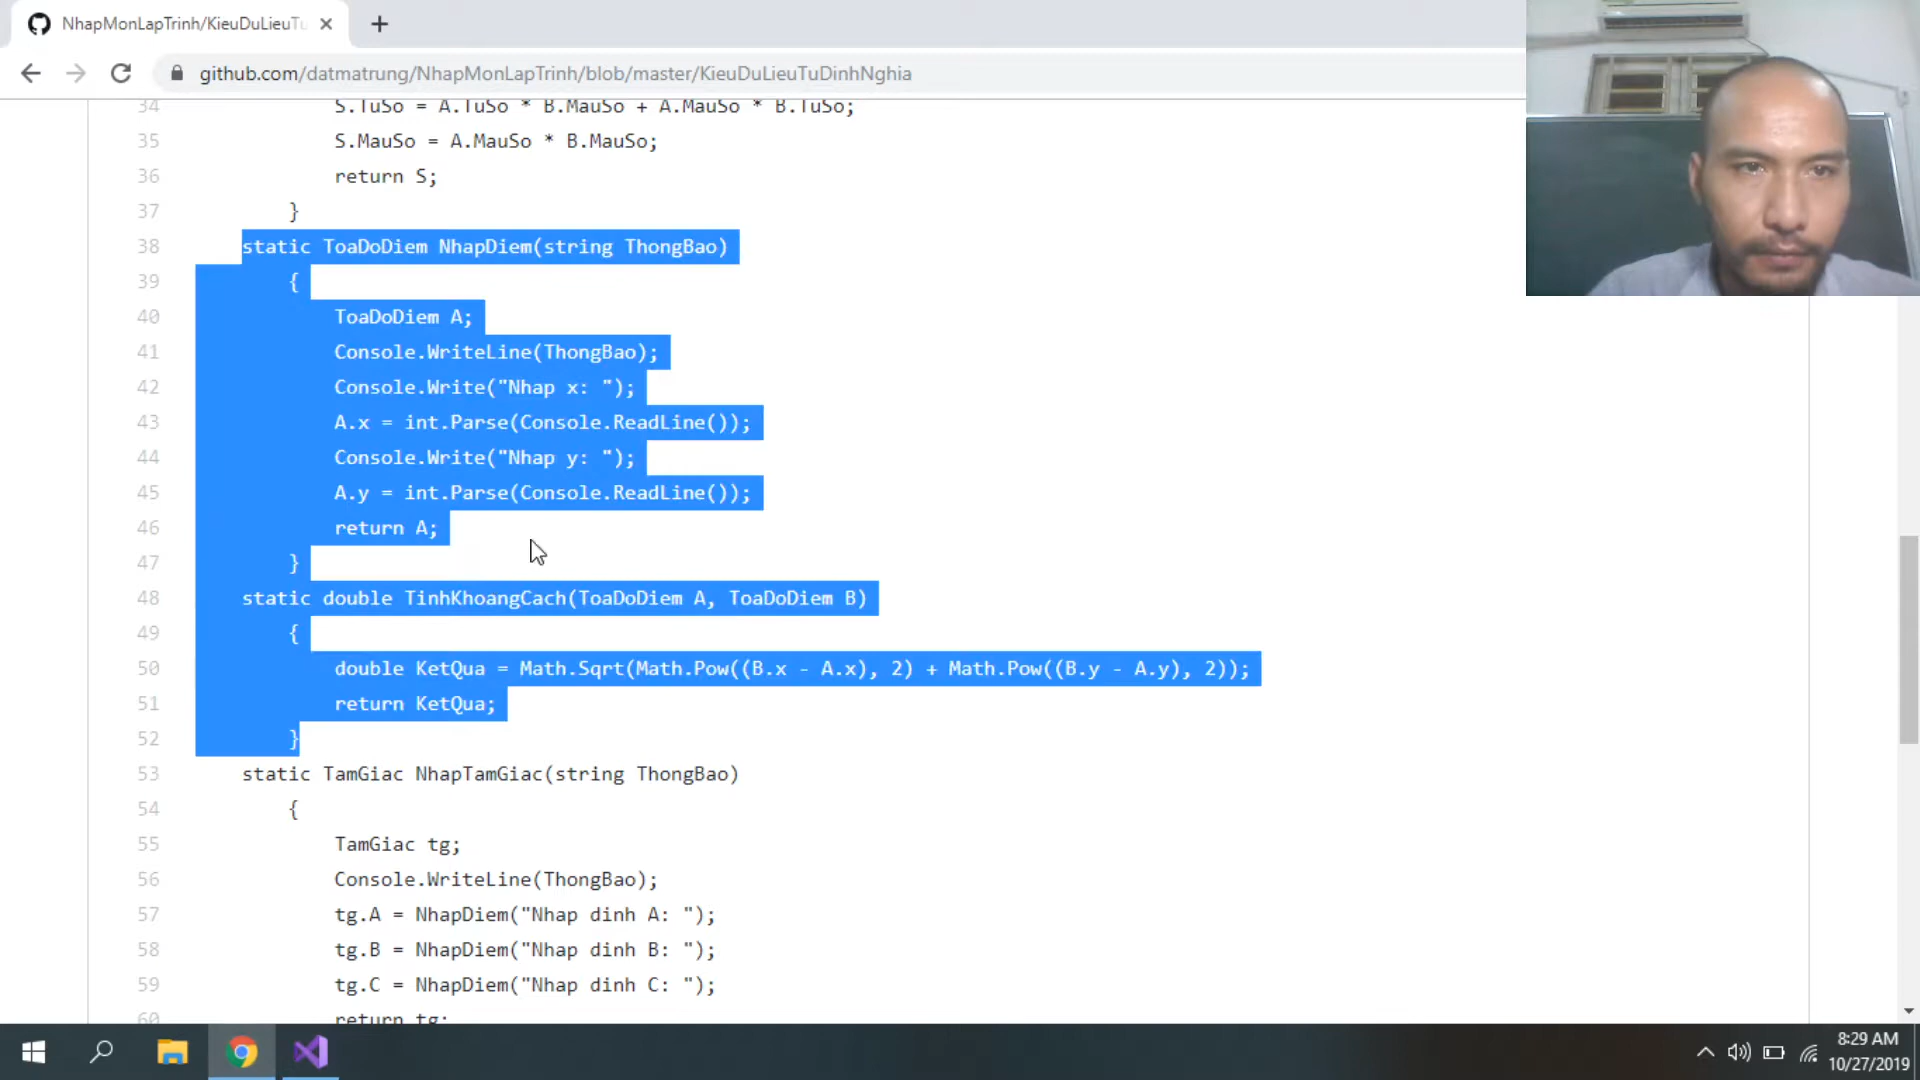 NhapMonLapTrinh/KieuDuLieuTu
github.com/datmatrung/NhapMonLapTrinh/blob/master/KieuDuLieuTuDinhNghia
34 S.TuSo = A.TuSo * B.MauSo + A.MauSo * B.TuSo;
35 S.MauSo = A.MauSo * B.MauSo;
36 return S;
37 }
38 static ToaDoDiem NhapDiem(string ThongBao)
39 {
40 ToaDoDiem A;
41 Console.WriteLine(ThongBao);
42 Console.Write("Nhap x: ");
43 A.x = int.Parse(Console.ReadLine());
44 Console.Write("Nhap y: ");
45 A.y = int.Parse(Console.ReadLine());
46 return A;
47 }
48 static double TinhKhoangCach(ToaDoDiem A, ToaDoDiem B)
49 {
50 double KetQua = Math.Sqrt(Math.Pow((B.x - A.x), 2) + Math.Pow((B.y - A.y), 2));
51 return KetQua;
52 }
53 static TamGiac NhapTamGiac(string ThongBao)
54 {
55 TamGiac tg;
56 Console.WriteLine(ThongBao);
57 tg.A = NhapDiem("Nhap dinh A: ");
58 tg.B = NhapDiem("Nhap dinh B: ");
59 tg.C = NhapDiem("Nhap dinh C: ");
60 return tg;
8:29 AM
10/27/2019